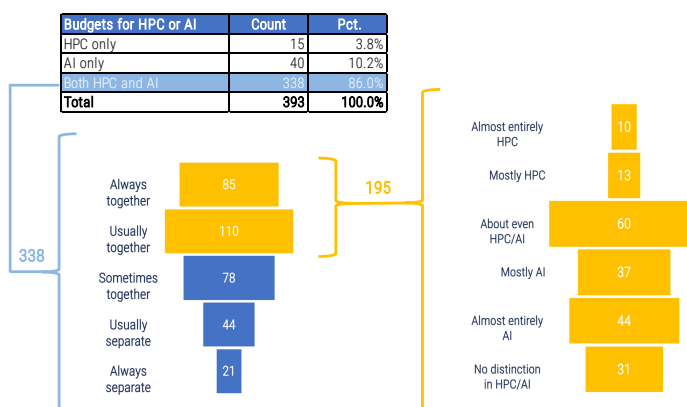 Budgets for HPC or AI Count Pct.
HPC only 15 3.8%
AI only 40 10.2%
Both HPC and AI 338 86.0%
Total 393 100.0%
338
Always
together
85
Usually
together
110
Sometimes
together
78
Usually
separate
44
Always
separate
21
195
Almost entirely
HPC
10
Mostly HPC
13
About even
HPC/AI
60
Mostly AI
37
Almost entirely
AI
44
No distinction
in HPC/AI
31